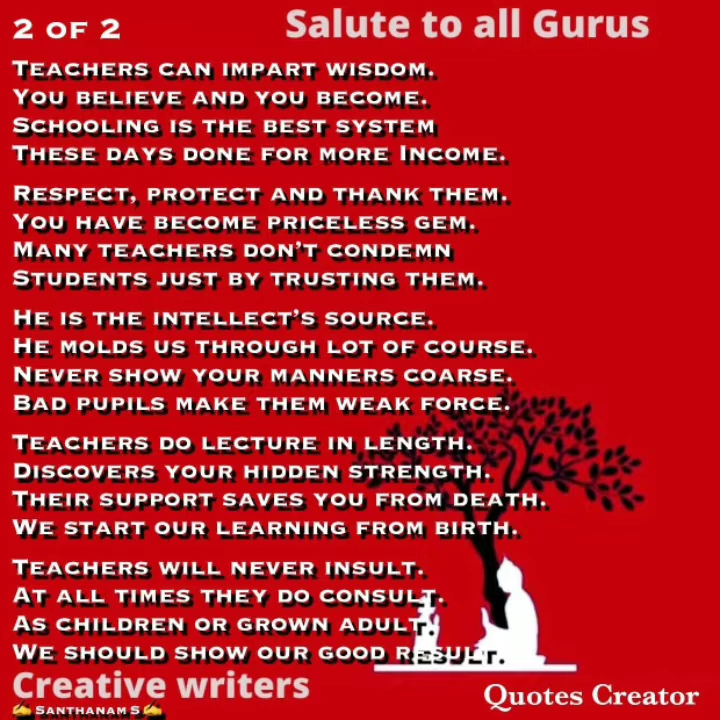 2 OF 2
Salute to all Gurus
TEACHERS CAN IMPART WISDOM.
YOU BELIEVE AND YOU BECOME.
SCHOOLING IS THE BEST SYSTEM
THESE DAYS DONE FOR MORE INCOME.
RESPECT, PROTECT AND THANK THEM.
YOU HAVE BECOME PRICELESS GEM.
MANY TEACHERS DON'T CONDEMN
STUDENTS JUST BY TRUSTING THEM.
HE IS THE INTELLECT'S SOURCE.
HE MOLDS US THROUGH LOT OF COURSE.
NEVER SHOW YOUR MANNERS COARSE.
BAD PUPILS MAKE THEM WEAK FORCE.
TEACHERS DO LECTURE IN LENGTH.
DISCOVERS YOUR HIDDEN STRENGTH.
THEIR SUPPORT SAVES YOU FROM DEATH.
WE START OUR LEARNING FROM BIRTH.
TEACHERS WILL NEVER INSULT.
AT ALL TIMES THEY DO CONSULT.
AS CHILDREN OR GROWN ADULT.
WE SHOULD SHOW OUR GOOD RESULT.
Creative writers
✍️ SANTHANAM S ✍️
Quotes Creator